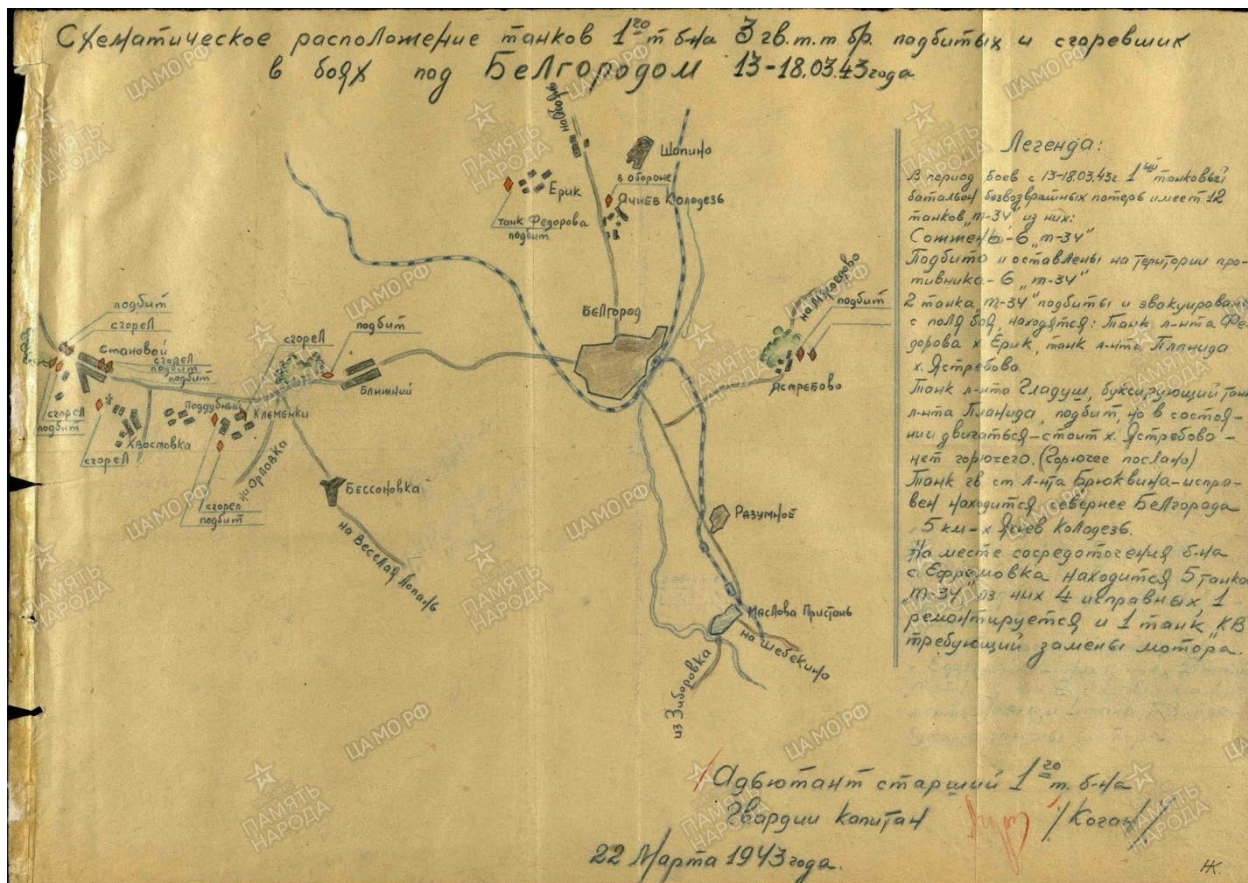 Схематическое расположение танков 1го т б-на 3 гв. т. т бр. подбитых и сгоревших
в боях под Белгородом 13-18.03.43 года
Легенда:
В период боев с 13-18.03.43г 1ый танковый
батальон безвозвратных потерь имеет 12
танков "Т-34" из них:
Сожжены - 6 "Т-34"
Подбито и оставлены на територии про-
тивника - 6 "Т-34"
2 танка "Т-34" подбиты и эвакуированы
с поля боя, находятся: Танк л-нта Фе-
дорова х Ерик, танк л-нта Планида
х. Ястребово.
Танк л-нта Гладуш, буксирующий танк
л-нта Планида, подбит, но в состоя-
нии двигаться - стоит х. Ястребово -
нет горючего. (Горючее послано)
Танк гв ст л-нта Брюквина - испра-
вен находится севернее Белгорода
5 км - х Ячнев Колодезь.
На месте сосредоточения б-на
с. Ефремовка находится 5 танков
"Т-34" из них 4 исправных 1
ремонтируется и 1 танк "КВ"
требующий замены мотора.
Шопино
Ерик
в обороне
Ячнев Колодезь
танк Федорова
подбит
Белгород
подбит
Ястребово
подбит
сгорел
Становой
сгорел
подбит
подбит
сгорел
подбит
Ближний
сгорел
подбит
Хвостовка
сгорел
Поддубный
Клеменки
на Орловка
сгорел
подбит
Бессоновка
на Веселая Лопань
Разумное
Маслова Пристань
на Шебекино
из Зиборовка
Адъютант старший 1го т. б-на
Гвардии капитан /Коган/
22 Марта 1943 года.
НК.
ЦАМО РФ
ПАМЯТЬ НАРОДА